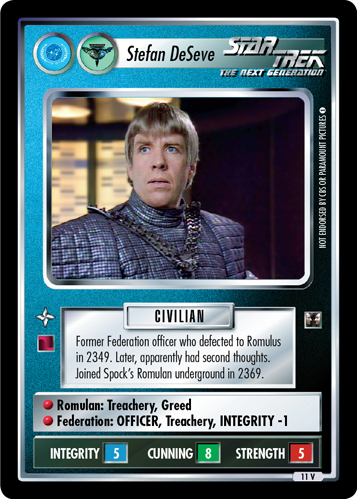 Stefan DeSeve
STAR TREK
THE NEXT GENERATION
NOT ENDORSED BY CBS OR PARAMOUNT PICTURES
CIVILIAN
Former Federation officer who defected to Romulus
in 2349. Later, apparently had second thoughts.
Joined Spock's Romulan underground in 2369.
Romulan: Treachery, Greed
Federation: OFFICER, Treachery, INTEGRITY -1
INTEGRITY 5 CUNNING 8 STRENGTH 5
11 V